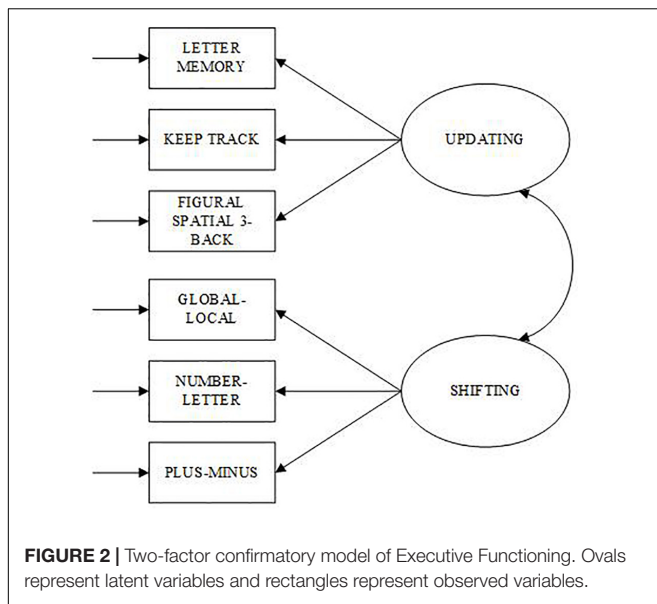 LETTER
MEMORY
KEEP TRACK
UPDATING
FIGURAL
SPATIAL 3-
BACK
GLOBAL-
LOCAL
NUMBER-
LETTER
SHIFTING
PLUS-MINUS
FIGURE 2 | Two-factor confirmatory model of Executive Functioning. Ovals
represent latent variables and rectangles represent observed variables.